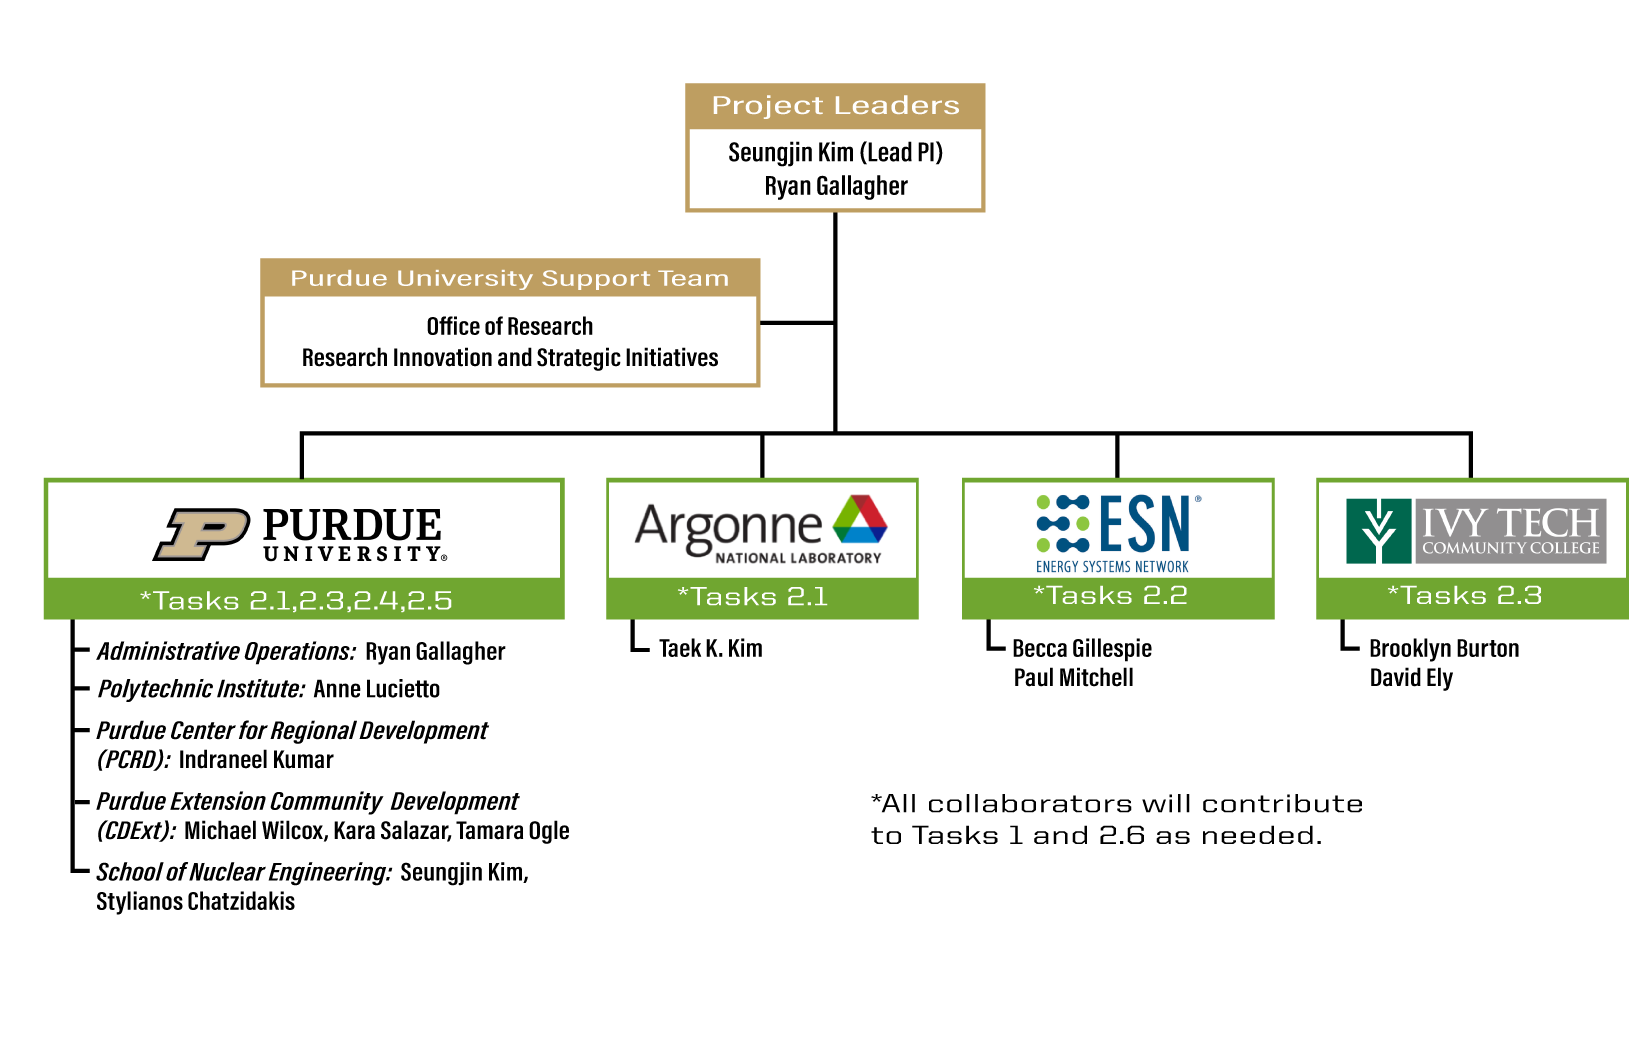 Project Leaders
Seungjin Kim (Lead PI)
Ryan Gallagher
Purdue University Support Team
Office of Research
Research Innovation and Strategic Initiatives
P PURDUE
UNIVERSITY®
*Tasks 2.1,2.3,2.4,2.5
Administrative Operations: Ryan Gallagher
Polytechnic Institute: Anne Lucietto
Purdue Center for Regional Development
(PCRD): Indraneel Kumar
Purdue Extension Community Development
(CDExt): Michael Wilcox, Kara Salazar, Tamara Ogle
School of Nuclear Engineering: Seungjin Kim,
Stylianos Chatzidakis
Argonne
NATIONAL LABORATORY
*Tasks 2.1
Taek K. Kim
ESN®
ENERGY SYSTEMS NETWORK
*Tasks 2.2
Becca Gillespie
Paul Mitchell
IVY TECH
COMMUNITY COLLEGE
*Tasks 2.3
Brooklyn Burton
David Ely
*All collaborators will contribute
to Tasks 1 and 2.6 as needed.